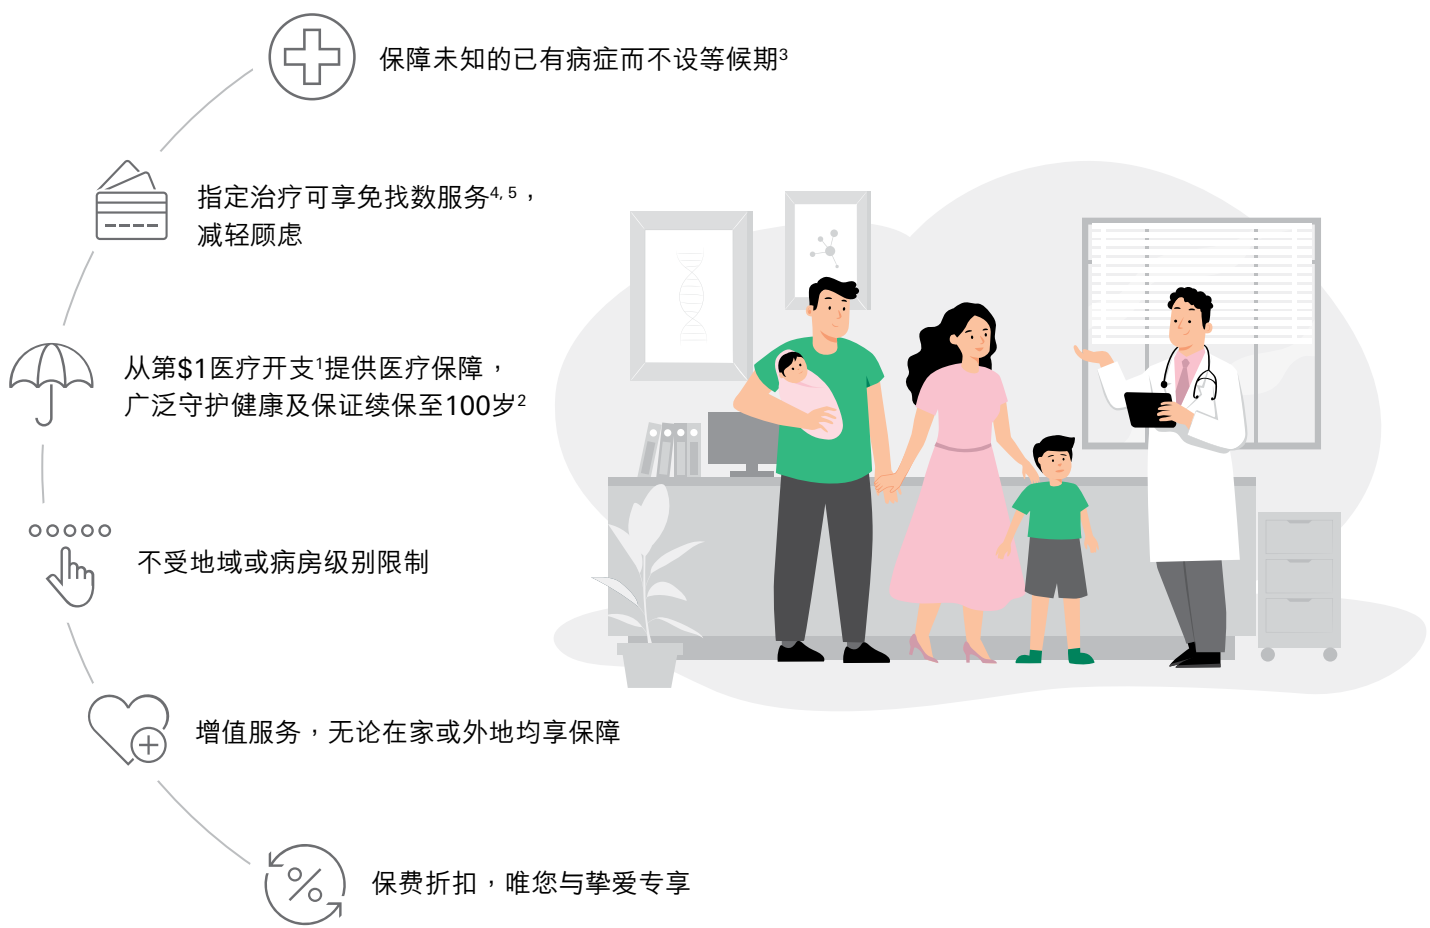 保障未知的已有病症而不设等候期³
指定治疗可享免找数服务⁴˒ ⁵，
减轻顾虑
从第$1医疗开支¹提供医疗保障，
广泛守护健康及保证续保至100岁²
不受地域或病房级别限制
增值服务，无论在家或外地均享保障
保费折扣，唯您与挚爱专享